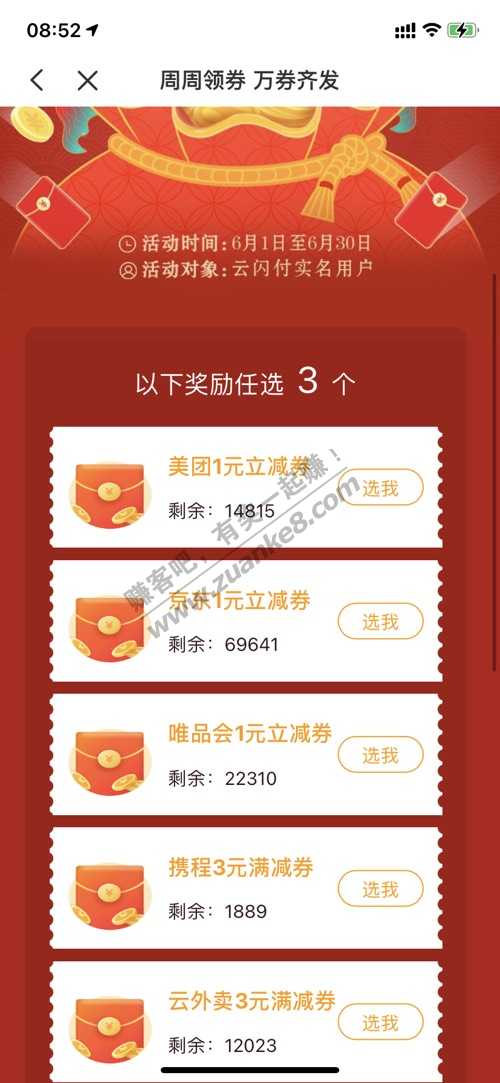 08:52
周周领券 万券齐发
活动时间:6月1日至6月30日
活动对象:云闪付实名用户
以下奖励任选 3 个
美团1元立减券
选我
剩余：14815
京东1元立减券
选我
剩余：69641
唯品会1元立减券
选我
剩余：22310
携程3元满减券
选我
剩余：1889
云外卖3元满减券
选我
剩余：12023
赚客吧，有奖一起赚！
www.zuanke8.com